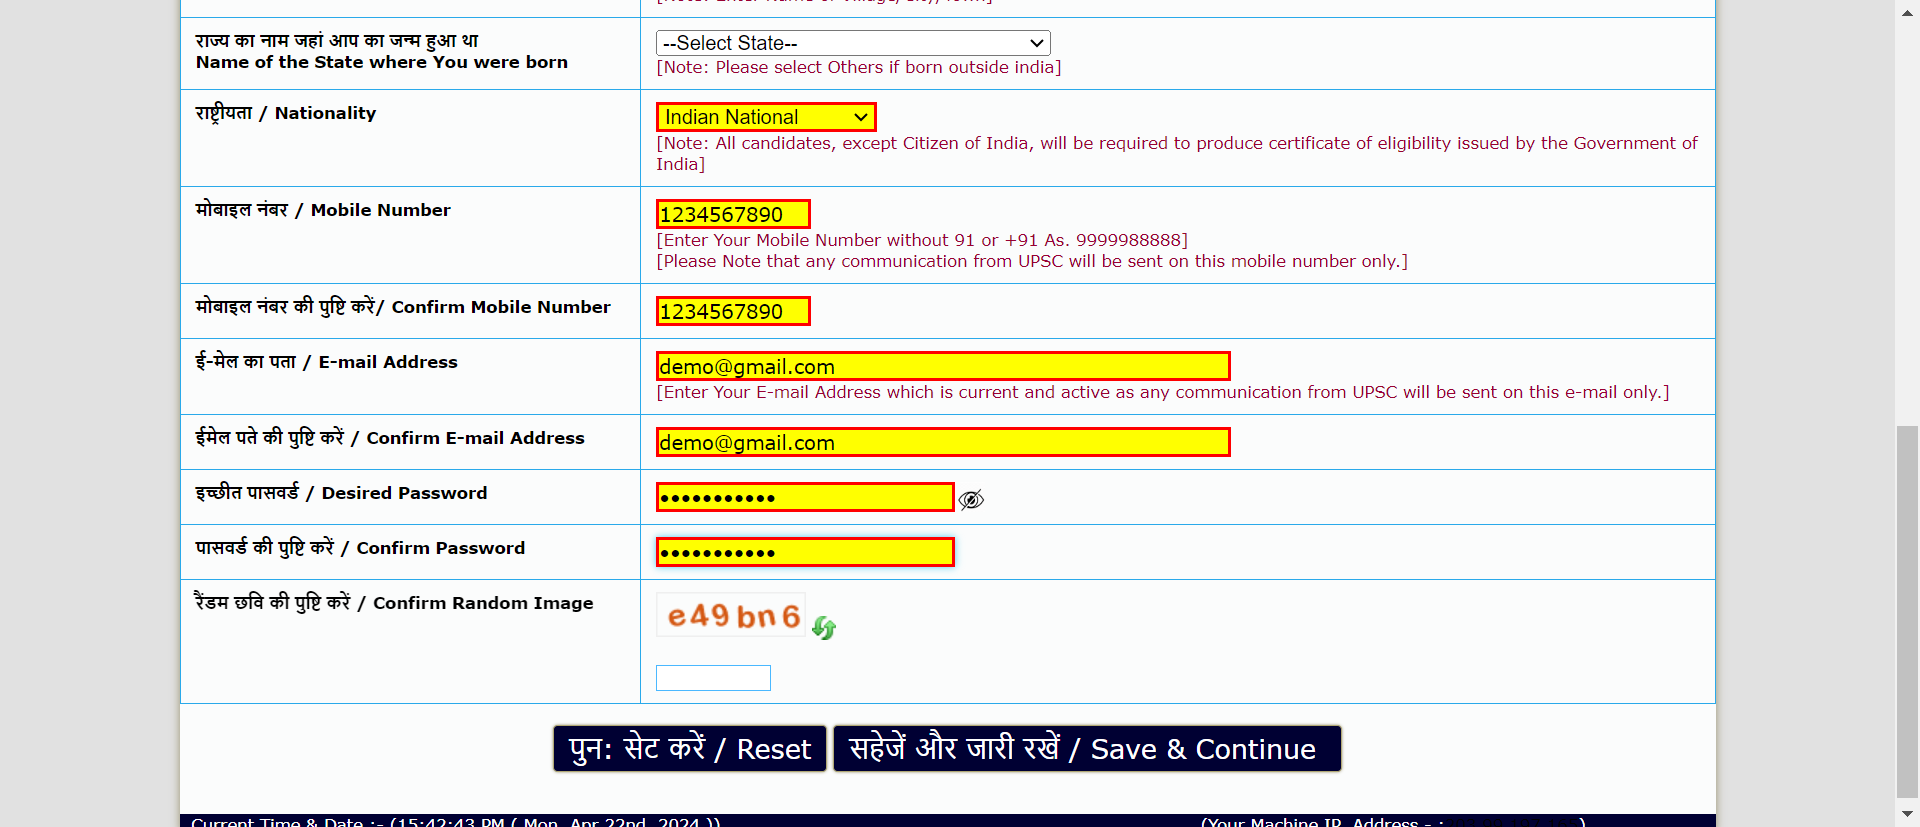 राज्य का नाम जहां आप का जन्म हुआ था
Name of the State where You were born
--Select State--
[Note: Please select Others if born outside india]
राष्ट्रीयता / Nationality
Indian National
[Note: All candidates, except Citizen of India, will be required to produce certificate of eligibility issued by the Government of
India]
मोबाइल नंबर / Mobile Number
1234567890
[Enter Your Mobile Number without 91 or +91 As. 9999988888]
[Please Note that any communication from UPSC will be sent on this mobile number only.]
मोबाइल नंबर की पुष्टि करें/ Confirm Mobile Number
1234567890
ई-मेल का पता / E-mail Address
demo@gmail.com
[Enter Your E-mail Address which is current and active as any communication from UPSC will be sent on this e-mail only.]
ईमेल पते की पुष्टि करें / Confirm E-mail Address
demo@gmail.com
इच्छीत पासवर्ड / Desired Password
पासवर्ड की पुष्टि करें / Confirm Password
रैंडम छवि की पुष्टि करें / Confirm Random Image
e49bn6
पुन: सेट करें / Reset
सहेजें और जारी रखें / Save & Continue
Current Time & Date :- (15:42:43 PM ( Mon, Apr 22nd, 2024 ))
(Your Machine IP Address - :